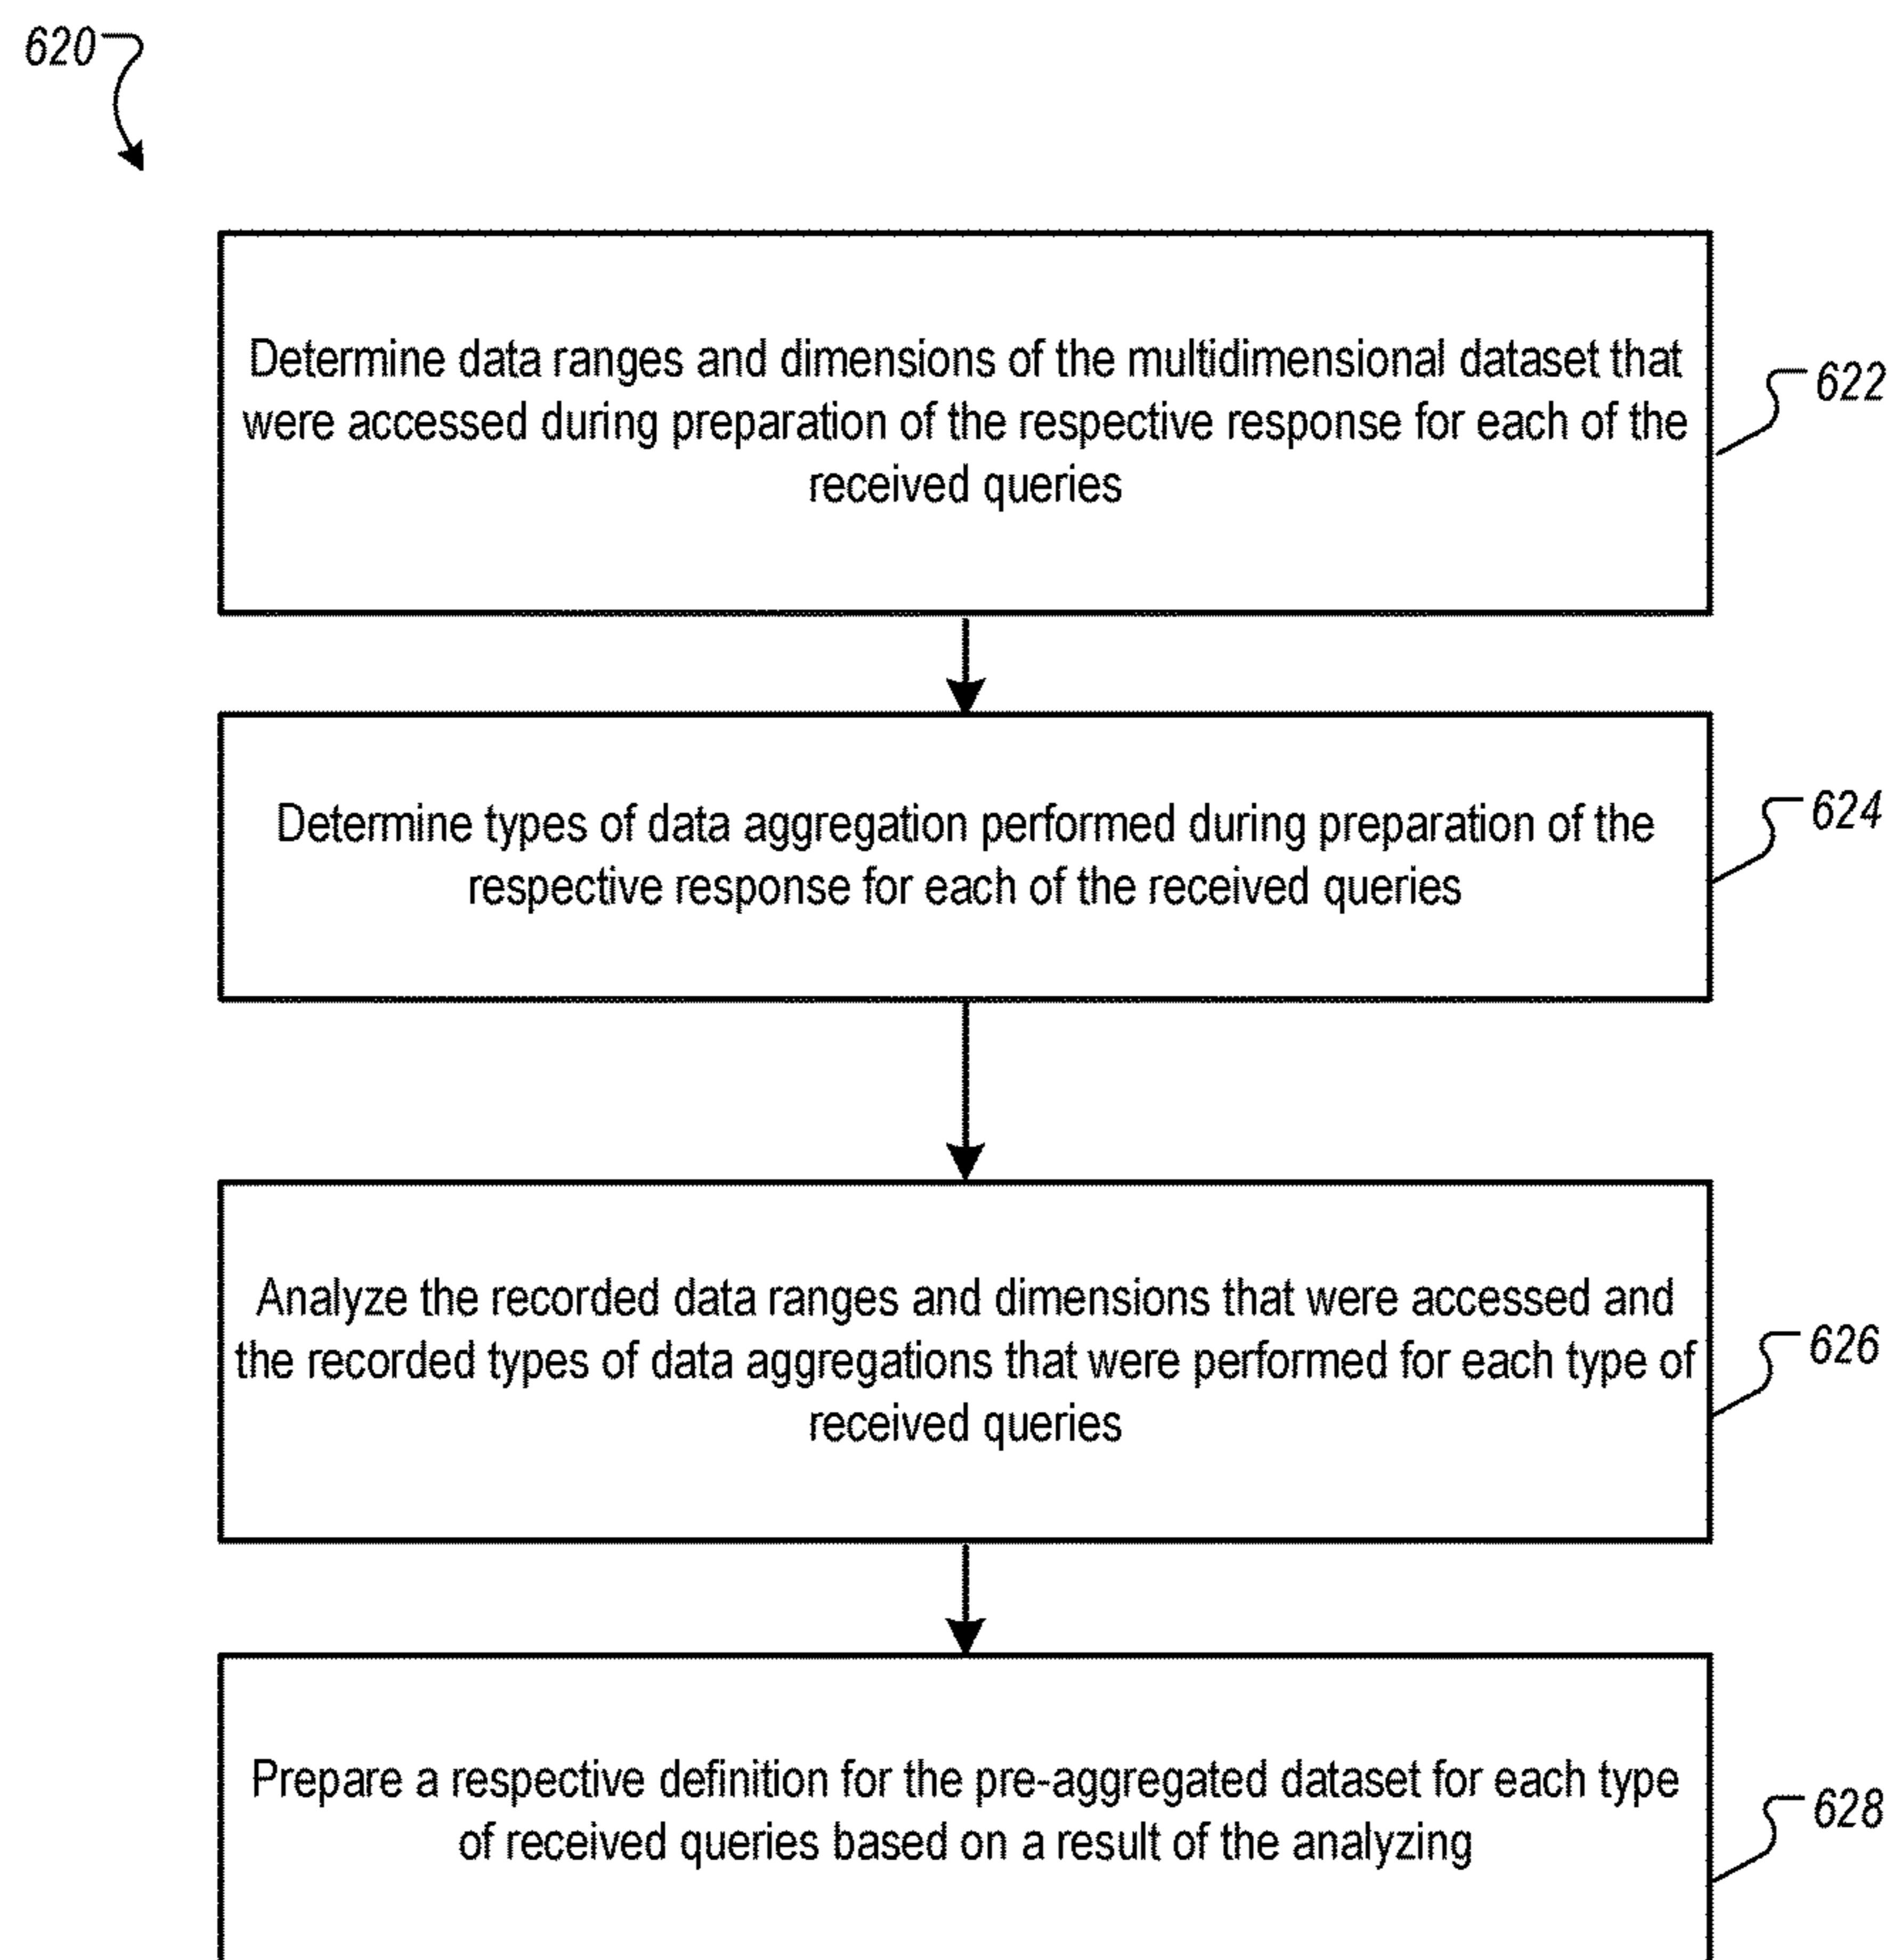 620
Determine data ranges and dimensions of the multidimensional dataset that
were accessed during preparation of the respective response for each of the
received queries
622
Determine types of data aggregation performed during preparation of the
respective response for each of the received queries
624
Analyze the recorded data ranges and dimensions that were accessed and
the recorded types of data aggregations that were performed for each type of
received queries
626
Prepare a respective definition for the pre-aggregated dataset for each type
of received queries based on a result of the analyzing
628